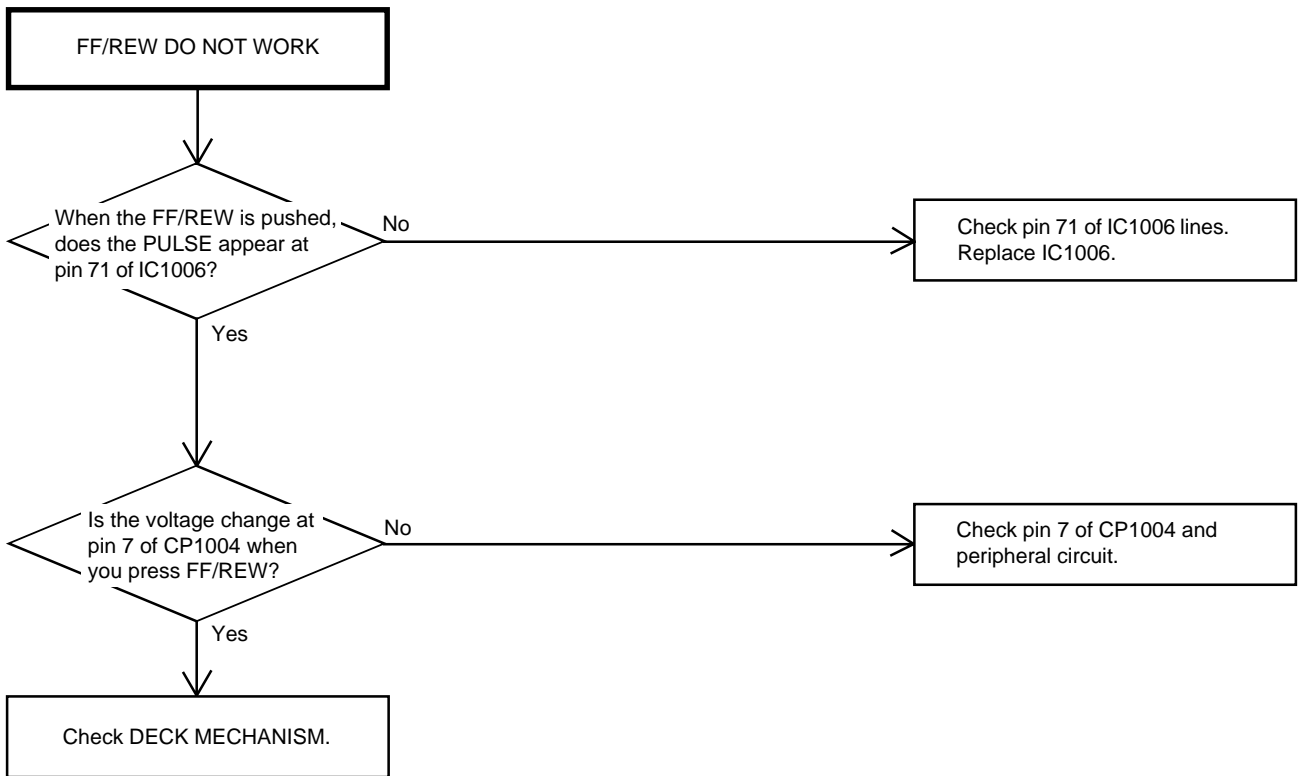 FF/REW DO NOT WORK
When the FF/REW is pushed,
does the PULSE appear at
pin 71 of IC1006?
No
Check pin 71 of IC1006 lines.
Replace IC1006.
Yes
Is the voltage change at
pin 7 of CP1004 when
you press FF/REW?
No
Check pin 7 of CP1004 and
peripheral circuit.
Yes
Check DECK MECHANISM.